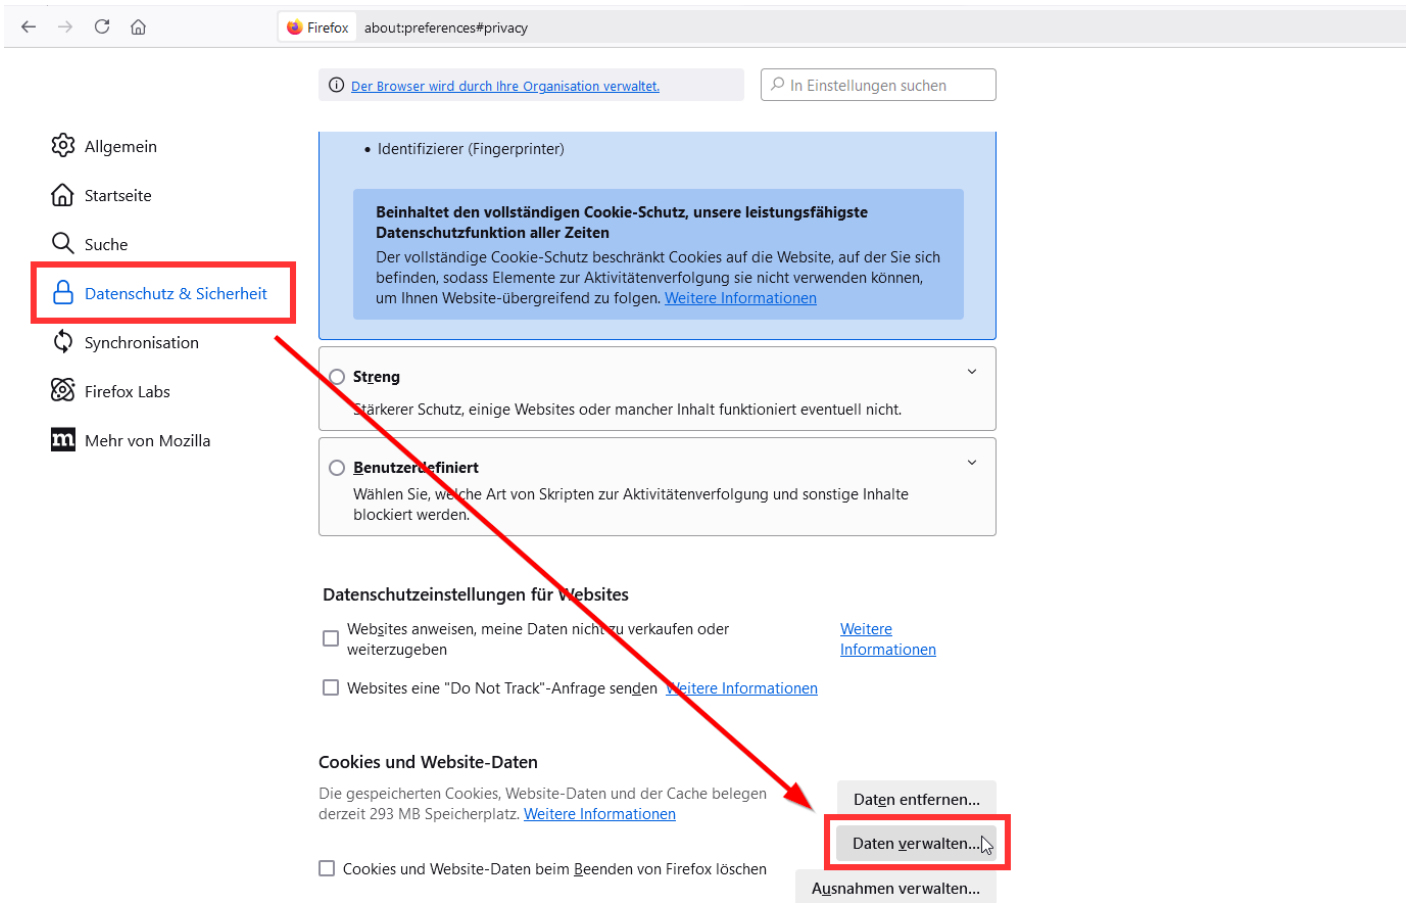 Firefox about:preferences#privacy
Der Browser wird durch Ihre Organisation verwaltet.
In Einstellungen suchen
Allgemein
Startseite
Suche
Datenschutz & Sicherheit
Synchronisation
Firefox Labs
m Mehr von Mozilla
• Identifizierer (Fingerprinter)
Beinhaltet den vollständigen Cookie-Schutz, unsere leistungsfähigste
Datenschutzfunktion aller Zeiten
Der vollständige Cookie-Schutz beschränkt Cookies auf die Website, auf der Sie sich
befinden, sodass Elemente zur Aktivitätenverfolgung sie nicht verwenden können,
um Ihnen Website-übergreifend zu folgen. Weitere Informationen
Streng
Stärkerer Schutz, einige Websites oder mancher Inhalt funktioniert eventuell nicht.
Benutzerdefiniert
Wählen Sie, welche Art von Skripten zur Aktivitätenverfolgung und sonstige Inhalte
blockiert werden.
Datenschutzeinstellungen für Websites
Websites anweisen, meine Daten nicht zu verkaufen oder
weiterzugeben
Weitere
Informationen
Websites eine "Do Not Track"-Anfrage senden Weitere Informationen
Cookies und Website-Daten
Die gespeicherten Cookies, Website-Daten und der Cache belegen
derzeit 293 MB Speicherplatz. Weitere Informationen
Daten entfernen...
Daten verwalten...
Cookies und Website-Daten beim Beenden von Firefox löschen
Ausnahmen verwalten...